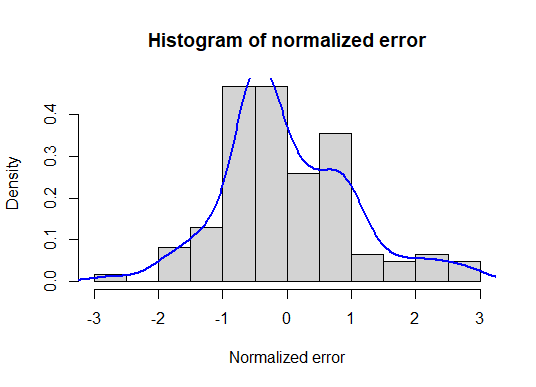 Histogram of normalized error
Density
0.4
0.3
0.2
0.1
0.0
-3 -2 -1 0 1 2 3
Normalized error